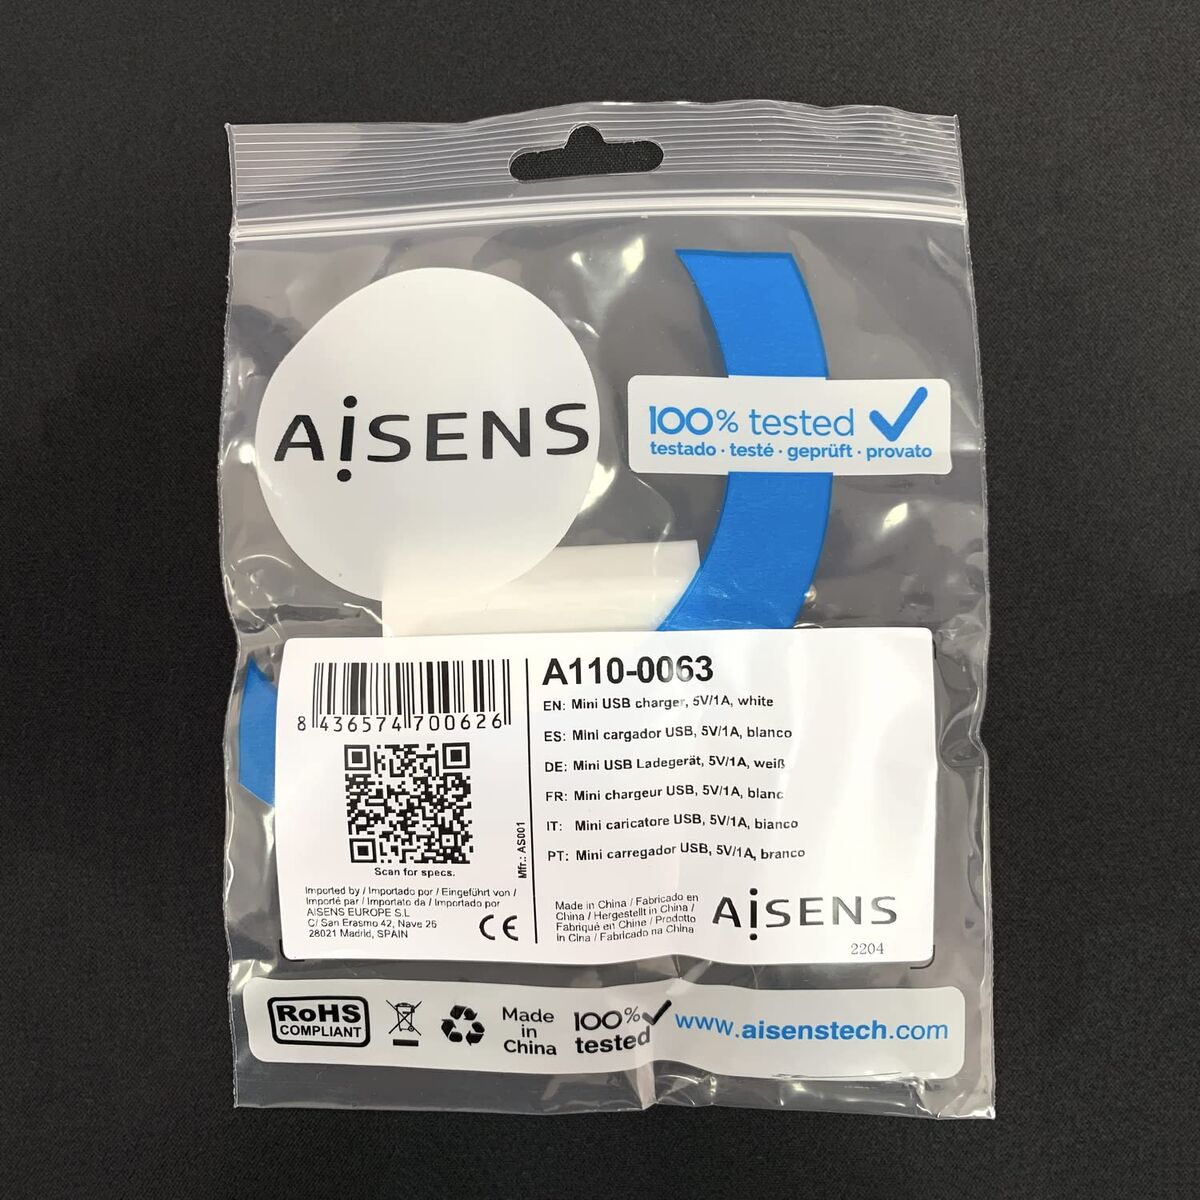 AiSENS
100% tested
testado · testé · geprüft · provato
A110-0063
EN: Mini USB charger, 5V/1A, white
ES: Mini cargador USB, 5V/1A, blanco
DE: Mini USB Ladegerät, 5V/1A, weiß
FR: Mini chargeur USB, 5V/1A, blanc
IT: Mini caricatore USB, 5V/1A, bianco
PT: Mini carregador USB, 5V/1A, branco
8 436574 700626
Scan for specs.
Mfr.: AS001
Imported by / Importado por / Eingeführt von /
Importé par / Importato da / Importado por
AISENS EUROPE S.L
C/ San Erasmo 42, Nave 26
28021 Madrid, SPAIN
CE
Made in China / Fabricado en
China / Hergestellt in China /
Fabriqué en Chine / Prodotto
in Cina / Fabricado na China
AiSENS
2204
RoHS
COMPLIANT
Made
in
China
100%
tested
www.aisenstech.com